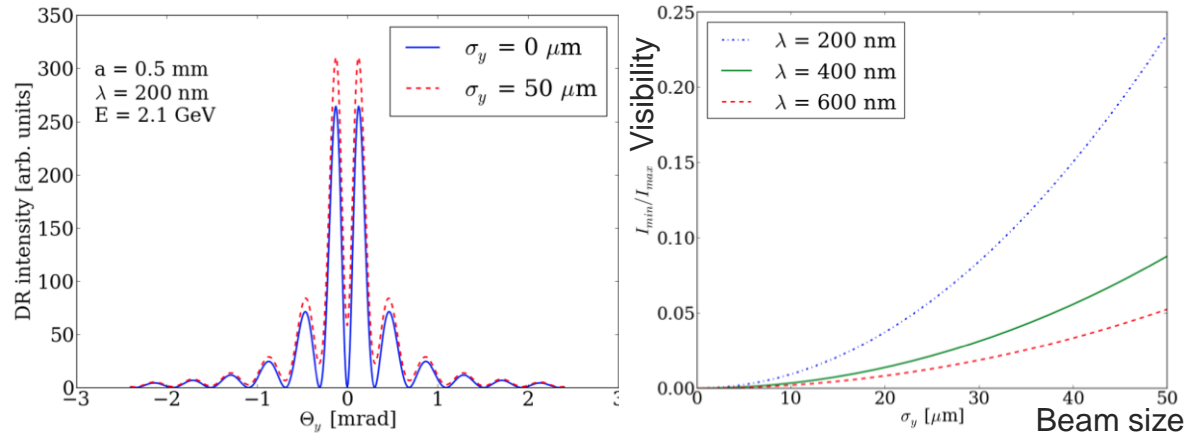 350
300
250
200
150
100
50
0
DR intensity [arb. units]
a = 0.5 mm
λ = 200 nm
E = 2.1 GeV
σy = 0 μm
σy = 50 μm
−3 −2 −1 0 1 2 3
Θy [mrad]
0.25
0.20
0.15
0.10
0.05
0.00
Visibility
Imin/Imax
λ = 200 nm
λ = 400 nm
λ = 600 nm
0 10 20 30 40 50
σy [μm]
Beam size